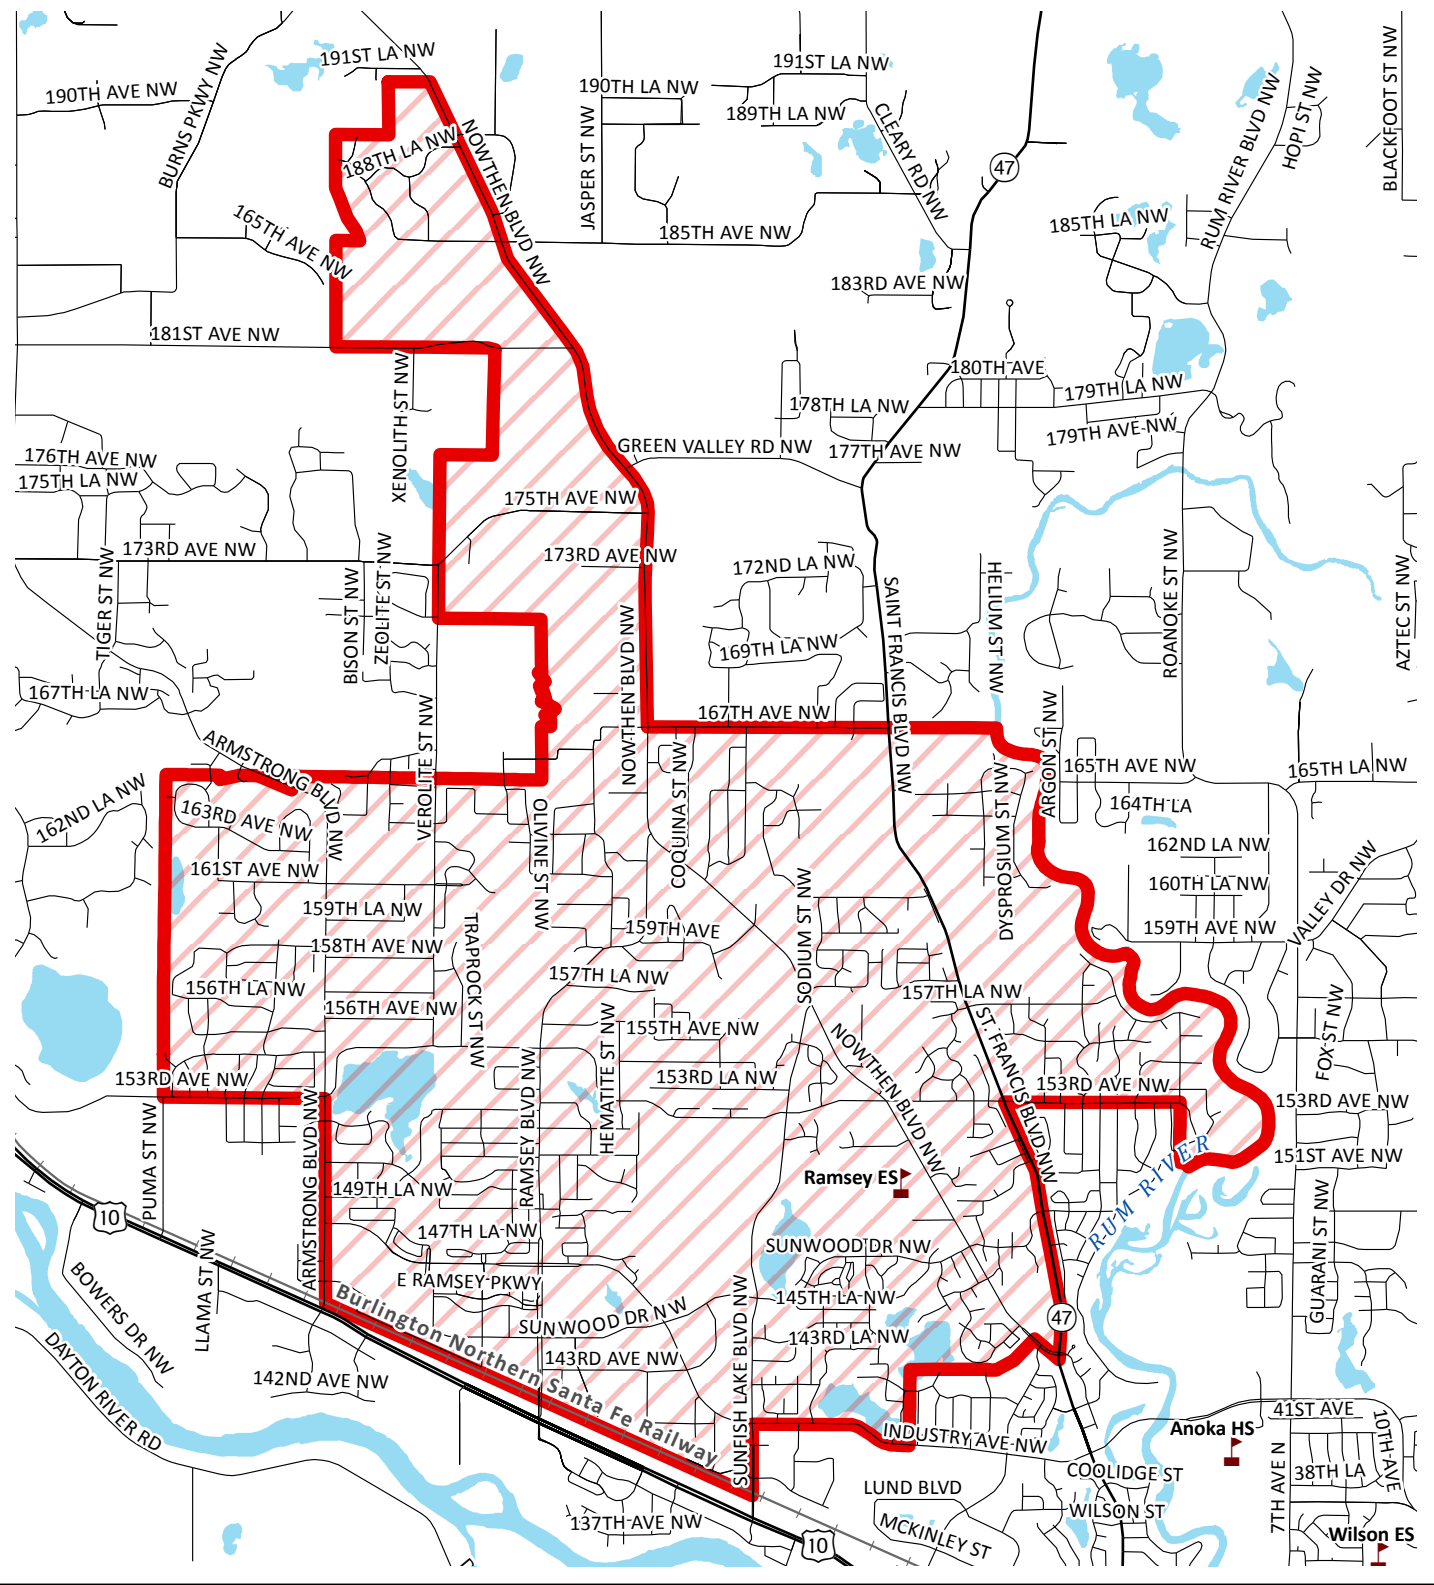 191ST LA NW
191ST LA NW
190TH AVE NW
190TH LA NW
189TH LA NW
BURNS PKWY NW
NOWTHEN BLVD NW
188TH LA NW
JASPER ST NW
CLEARY RD NW
47
RUM RIVER BLVD NW
HOPI ST NW
BLACKFOOT ST NW
165TH AVE NW
185TH AVE NW
185TH LA NW
183RD AVE NW
181ST AVE NW
180TH AVE
179TH LA NW
178TH LA NW
179TH AVE NW
XENOLITH ST NW
GREEN VALLEY RD NW
177TH AVE NW
176TH AVE NW
175TH LA NW
175TH AVE NW
173RD AVE NW
173RD AVE NW
172ND LA NW
TIGER ST NW
BISON ST NW
ZEOLITE ST NW
NOWTHEN BLVD NW
SAINT FRANCIS BLVD NW
HELIUM ST NW
ROANOKE ST NW
AZTEC ST NW
169TH LA NW
167TH LA NW
167TH AVE NW
VEROLITE ST NW
ARMSTRONG BLVD NW
COQUINA ST NW
ARGON ST NW
165TH AVE NW
165TH LA NW
162ND LA NW
163RD AVE NW
OLIVINE ST NW
DYSPROSIUM ST NW
164TH LA
162ND LA NW
161ST AVE NW
160TH LA NW
VALLEY DR NW
159TH LA NW
TRAPROCK ST NW
159TH AVE
SODIUM ST NW
159TH AVE NW
158TH AVE NW
157TH LA NW
156TH LA NW
157TH LA NW
156TH AVE NW
HEMATITE ST NW
155TH AVE NW
NOWTHEN BLVD NW
ST. FRANCIS BLVD NW
FOX ST NW
153RD AVE NW
RAMSEY BLVD NW
153RD LA NW
153RD AVE NW
153RD AVE NW
PUMA ST NW
ARMSTRONG BLVD NW
151ST AVE NW
149TH LA NW
Ramsey ES
RUM RIVER
10
147TH LA NW
SUNWOOD DR NW
GUARANI ST NW
LLAMA ST NW
BOWERS DR NW
E RAMSEY PKWY
SUNFISH LAKE BLVD NW
145TH LA NW
47
Burlington Northern Santa Fe Railway
SUNWOOD DR NW
143RD LA NW
DAYTON RIVER RD
143RD AVE NW
142ND AVE NW
41ST AVE
10TH AVE
INDUSTRY AVE NW
Anoka HS
7TH AVE N
COOLIDGE ST
38TH LA
LUND BLVD
WILSON ST
137TH AVE NW
MCKINLEY ST
10
Wilson ES